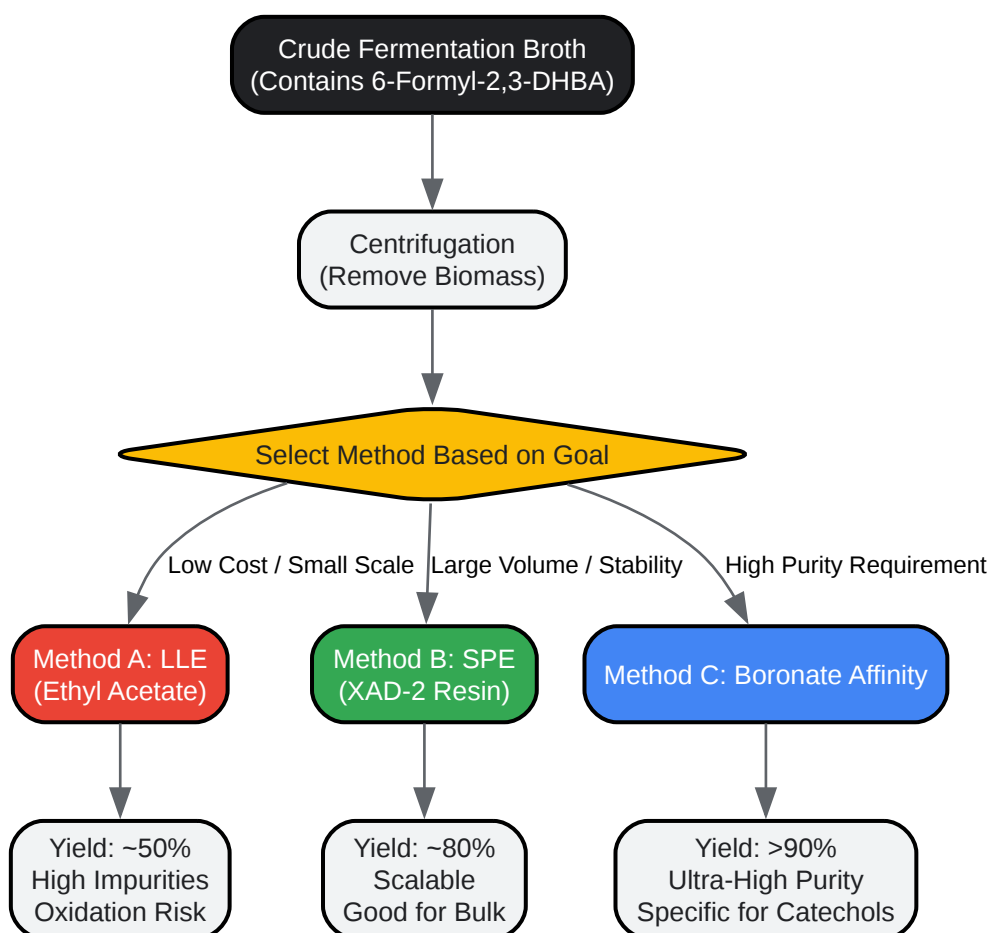 Crude Fermentation Broth
(Contains 6-Formyl-2,3-DHBA)
Centrifugation
(Remove Biomass)
Select Method Based on Goal
Low Cost / Small Scale
Large Volume / Stability
High Purity Requirement
Method A: LLE
(Ethyl Acetate)
Method B: SPE
(XAD-2 Resin)
Method C: Boronate Affinity
Yield: ~50%
High Impurities
Oxidation Risk
Yield: ~80%
Scalable
Good for Bulk
Yield: >90%
Ultra-High Purity
Specific for Catechols